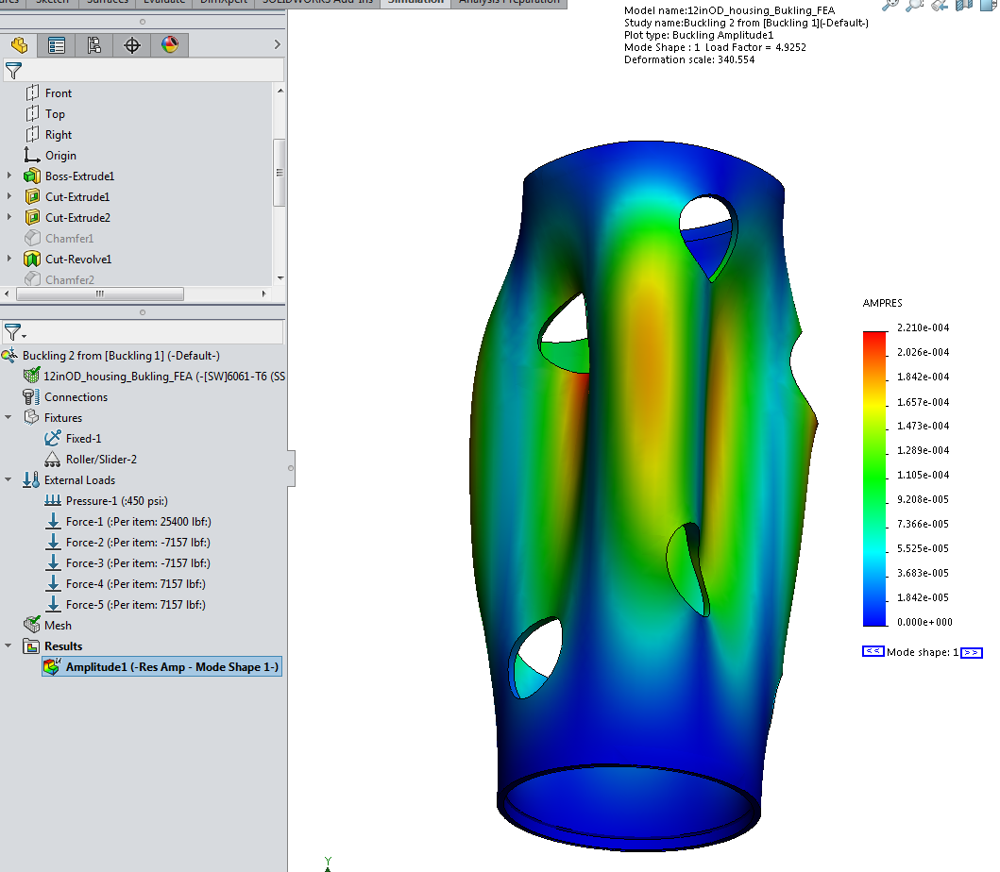 Sketch Surfaces Evaluate DimXpert SOLIDWORKS Add-Ins Simulation Analysis Preparation
Model name:12inOD_housing_Bukling_FEA
Study name:Buckling 2 from [Buckling 1](-Default-)
Plot type: Buckling Amplitude1
Mode Shape : 1 Load Factor = 4.9252
Deformation scale: 340.554
Front
Top
Right
Origin
Boss-Extrude1
Cut-Extrude1
Cut-Extrude2
Chamfer1
Cut-Revolve1
Chamfer2
Buckling 2 from [Buckling 1] (-Default-)
12inOD_housing_Bukling_FEA (-[SW]6061-T6 (SS
Connections
Fixtures
Fixed-1
Roller/Slider-2
External Loads
Pressure-1 (:450 psi:)
Force-1 (:Per item: 25400 lbf:)
Force-2 (:Per item: -7157 lbf:)
Force-3 (:Per item: -7157 lbf:)
Force-4 (:Per item: 7157 lbf:)
Force-5 (:Per item: 7157 lbf:)
Mesh
Results
Amplitude1 (-Res Amp - Mode Shape 1-)
AMPRES
2.210e-004
2.026e-004
1.842e-004
1.657e-004
1.473e-004
1.289e-004
1.105e-004
9.208e-005
7.366e-005
5.525e-005
3.683e-005
1.842e-005
0.000e+000
<< Mode shape: 1 >>
Y